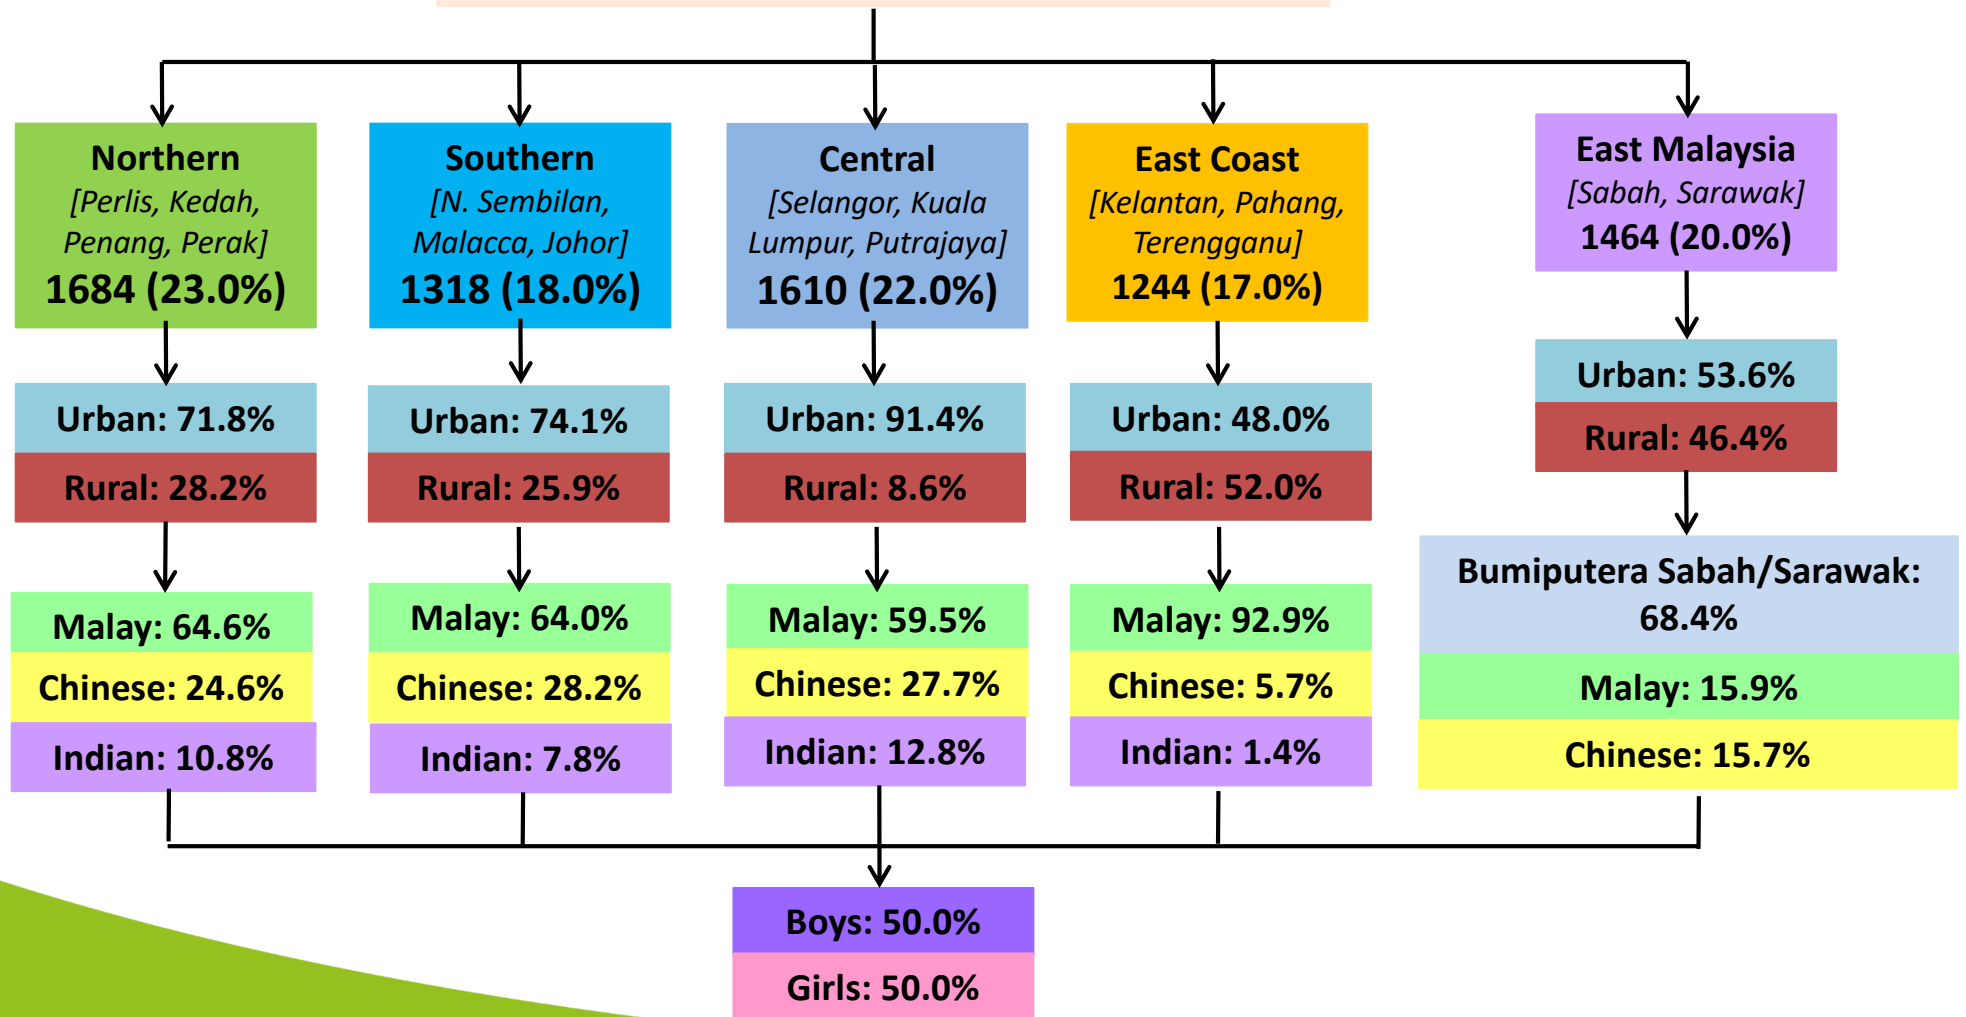 Northern
[Perlis, Kedah,
Penang, Perak]
1684 (23.0%)
Southern
[N. Sembilan,
Malacca, Johor]
1318 (18.0%)
Central
[Selangor, Kuala
Lumpur, Putrajaya]
1610 (22.0%)
East Coast
[Kelantan, Pahang,
Terengganu]
1244 (17.0%)
East Malaysia
[Sabah, Sarawak]
1464 (20.0%)
Urban: 71.8%
Rural: 28.2%
Urban: 74.1%
Rural: 25.9%
Urban: 91.4%
Rural: 8.6%
Urban: 48.0%
Rural: 52.0%
Urban: 53.6%
Rural: 46.4%
Malay: 64.6%
Chinese: 24.6%
Indian: 10.8%
Malay: 64.0%
Chinese: 28.2%
Indian: 7.8%
Malay: 59.5%
Chinese: 27.7%
Indian: 12.8%
Malay: 92.9%
Chinese: 5.7%
Indian: 1.4%
Bumiputera Sabah/Sarawak:
68.4%
Malay: 15.9%
Chinese: 15.7%
Boys: 50.0%
Girls: 50.0%